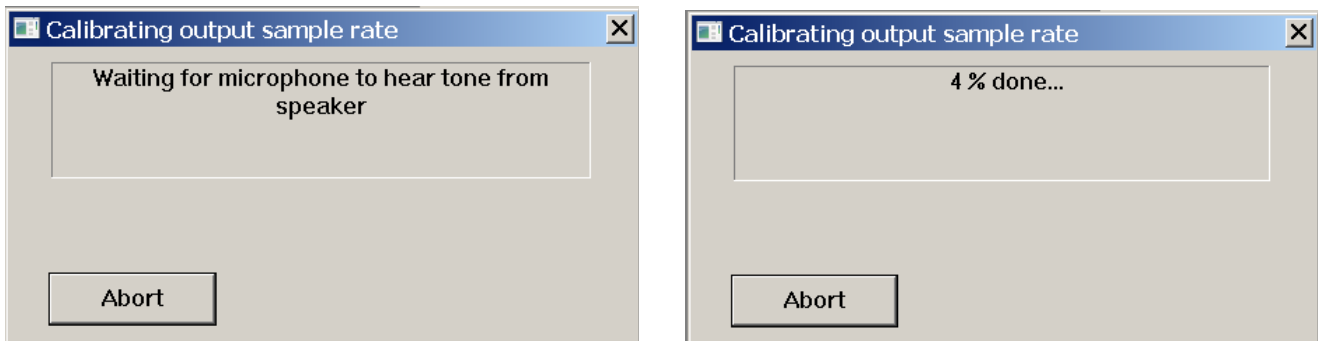 Calibrating output sample rate
Waiting for microphone to hear tone from
speaker
Abort
Calibrating output sample rate
4 % done...
Abort